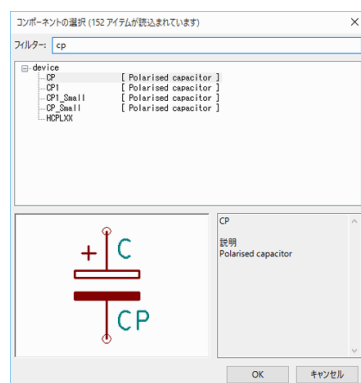 コンポーネントの選択 (152 アイテムが読込まれています)
フィルター: cp
device
CP [ Polarised capacitor ]
CP1 [ Polarised capacitor ]
CP1_Small [ Polarised capacitor ]
CP_Small [ Polarised capacitor ]
HCPLXX
+ C
CP
CP
説明
Polarised capacitor
OK キャンセル